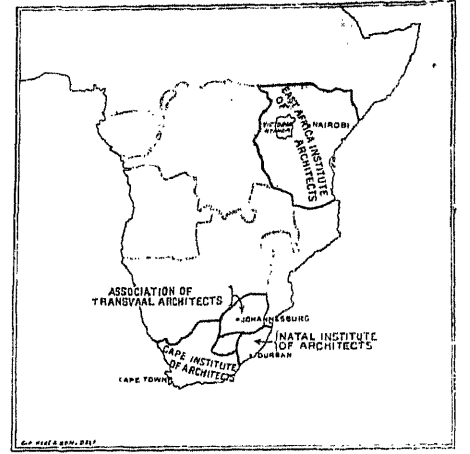 EAST AFRICA INSTITUTE
OF
ARCHITECTS
VICTORIA
NYANZA
NAIROBI
ASSOCIATION OF
TRANSVAAL ARCHITECTS
JOHANNESBURG
NATAL INSTITUTE
OF ARCHITECTS
DURBAN
CAPE INSTITUTE
OF ARCHITECTS
CAPE TOWN